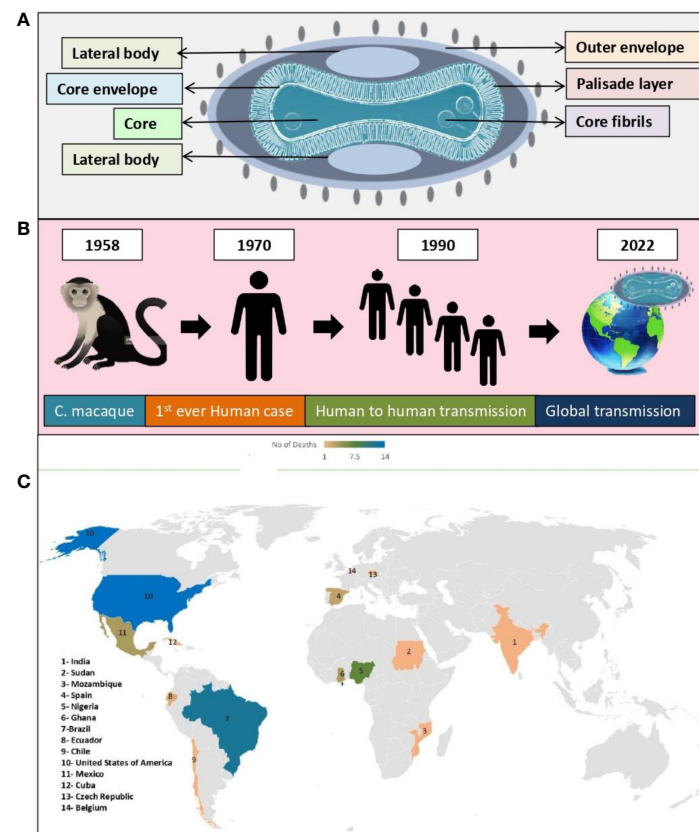 A
Lateral body
Outer envelope
Core envelope
Palisade layer
Core
Core fibrils
Lateral body
B
1958
1970
1990
2022
C. macaque
1st ever Human case
Human to human transmission
Global transmission
No of Deaths
1 7.5 14
C
10
10
11
12
8
7
9
14
13
4
2
6
5
3
1
1- India
2- Sudan
3- Mozambique
4- Spain
5- Nigeria
6- Ghana
7-Brazil
8- Ecuador
9- Chile
10- United States of America
11- Mexico
12- Cuba
13- Czech Republic
14- Belgium